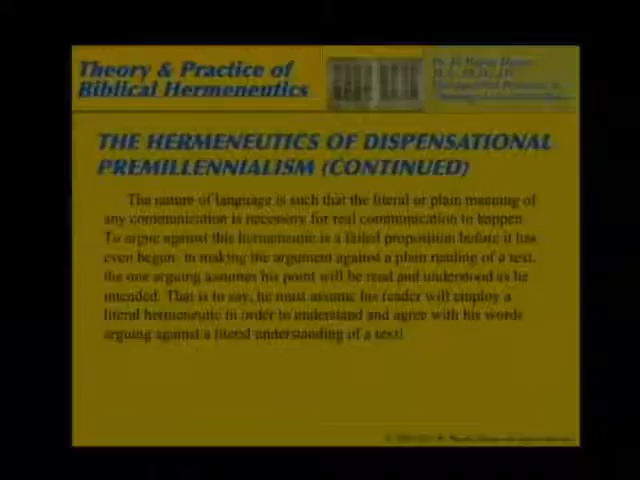 Theory & Practice of
Biblical Hermeneutics
THE HERMENEUTICS OF DISPENSATIONAL
PREMILLENNIALISM (CONTINUED)
The nature of language is such that the literal or plain meaning of
any communication is necessary for real communication to happen.
To argue against this hermeneutic is a failed proposition before it has
even begun: in making the argument against a plain reading of a text,
the one arguing assumes his point will be read and understood as he
intended. That is to say, he must assume his reader will employ a
literal hermeneutic in order to understand and agree with his words
arguing against a literal understanding of a text!